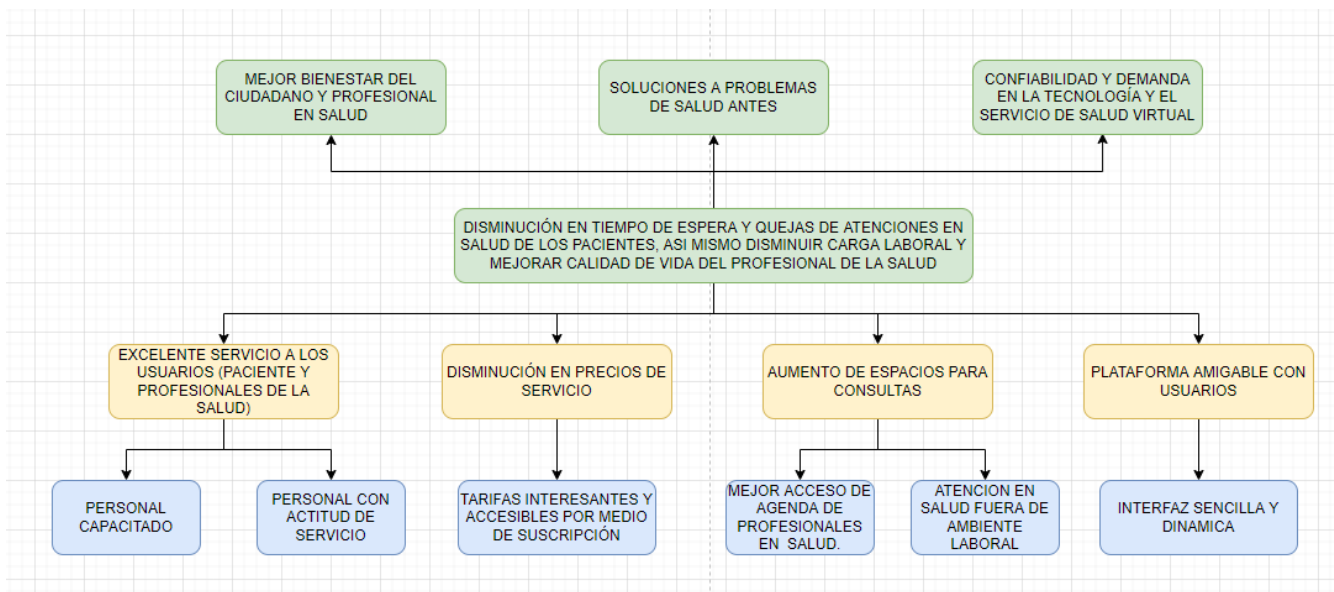 MEJOR BIENESTAR DEL
CIUDADANO Y PROFESIONAL
EN SALUD
SOLUCIONES A PROBLEMAS
DE SALUD ANTES
CONFIABILIDAD Y DEMANDA
EN LA TECNOLOGÍA Y EL
SERVICIO DE SALUD VIRTUAL
DISMINUCIÓN EN TIEMPO DE ESPERA Y QUEJAS DE ATENCIONES EN
SALUD DE LOS PACIENTES, ASI MISMO DISMINUIR CARGA LABORAL Y
MEJORAR CALIDAD DE VIDA DEL PROFESIONAL DE LA SALUD
EXCELENTE SERVICIO A LOS
USUARIOS (PACIENTE Y
PROFESIONALES DE LA
SALUD)
DISMINUCIÓN EN PRECIOS DE
SERVICIO
AUMENTO DE ESPACIOS PARA
CONSULTAS
PLATAFORMA AMIGABLE CON
USUARIOS
PERSONAL
CAPACITADO
PERSONAL CON
ACTITUD DE
SERVICIO
TARIFAS INTERESANTES Y
ACCESIBLES POR MEDIO
DE SUSCRIPCIÓN
MEJOR ACCESO DE
AGENDA DE
PROFESIONALES
EN SALUD.
ATENCION EN
SALUD FUERA DE
AMBIENTE
LABORAL
INTERFAZ SENCILLA Y
DINAMICA